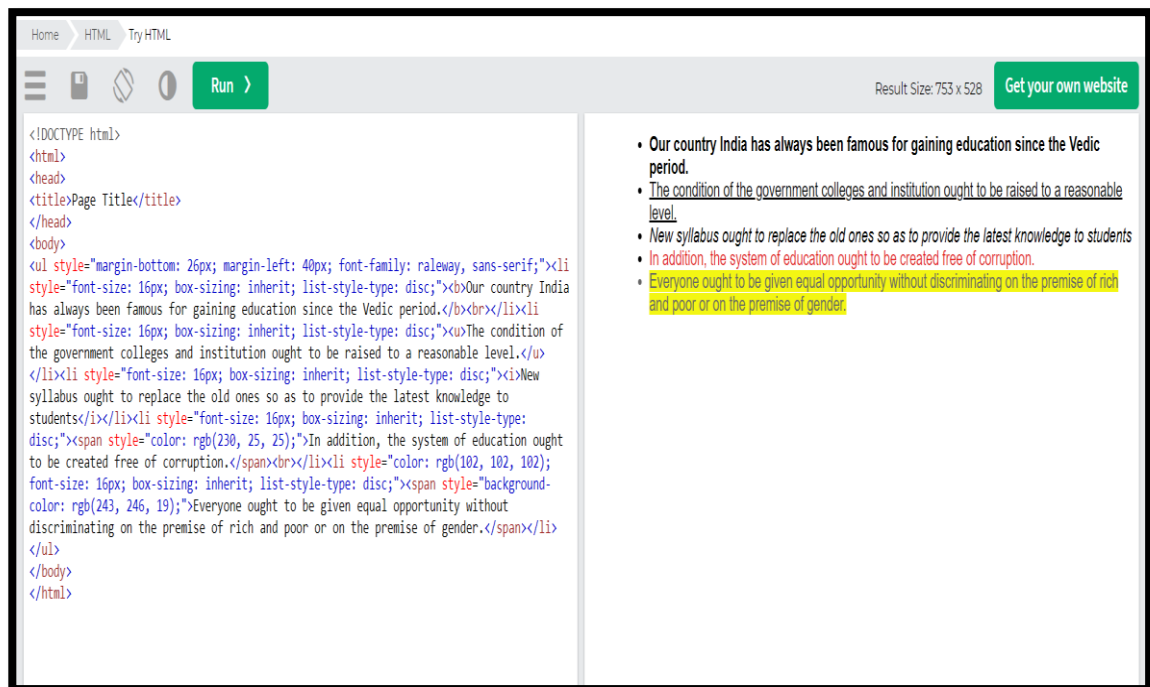 Home HTML Try HTML
Run ❯
Result Size: 753 x 528 Get your own website
<!DOCTYPE html>
<html>
<head>
<title>Page Title</title>
</head>
<body>
<ul style="margin-bottom: 26px; margin-left: 40px; font-family: raleway, sans-serif;"><li
style="font-size: 16px; box-sizing: inherit; list-style-type: disc;"><b>Our country India
has always been famous for gaining education since the Vedic period.</b><br></li><li
style="font-size: 16px; box-sizing: inherit; list-style-type: disc;"><u>The condition of
the government colleges and institution ought to be raised to a reasonable level.</u>
</li><li style="font-size: 16px; box-sizing: inherit; list-style-type: disc;"><i>New
syllabus ought to replace the old ones so as to provide the latest knowledge to
students</i></li><li style="font-size: 16px; box-sizing: inherit; list-style-type:
disc;"><span style="color: rgb(230, 25, 25);">In addition, the system of education ought
to be created free of corruption.</span><br></li><li style="color: rgb(102, 102, 102);
font-size: 16px; box-sizing: inherit; list-style-type: disc;"><span style="background-
color: rgb(243, 246, 19);">Everyone ought to be given equal opportunity without
discriminating on the premise of rich and poor or on the premise of gender.</span></li>
</ul>
</body>
</html>
• Our country India has always been famous for gaining education since the Vedic
period.
• The condition of the government colleges and institution ought to be raised to a reasonable
level.
• New syllabus ought to replace the old ones so as to provide the latest knowledge to students
• In addition, the system of education ought to be created free of corruption.
• Everyone ought to be given equal opportunity without discriminating on the premise of rich
and poor or on the premise of gender.